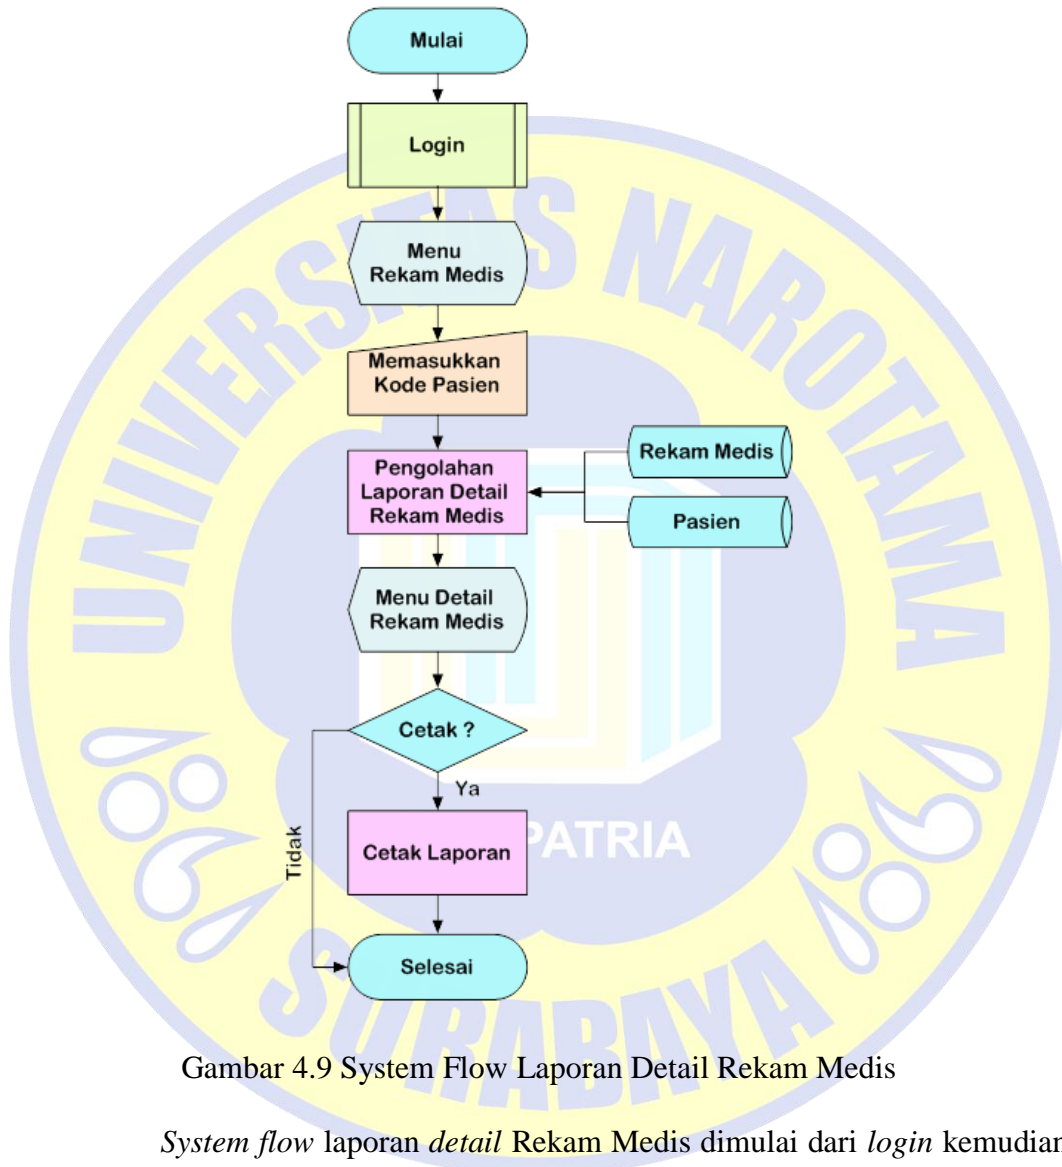 Mulai
Login
Menu
Rekam Medis
Memasukkan
Kode Pasien
Pengolahan
Laporan Detail
Rekam Medis
Rekam Medis
Pasien
Menu Detail
Rekam Medis
Cetak ?
Ya
Tidak
Cetak Laporan
Selesai
UNIVERSITAS NAROTAMA
PATRIA
SURABAYA
Gambar 4.9 System Flow Laporan Detail Rekam Medis
System flow laporan detail Rekam Medis dimulai dari login kemudian